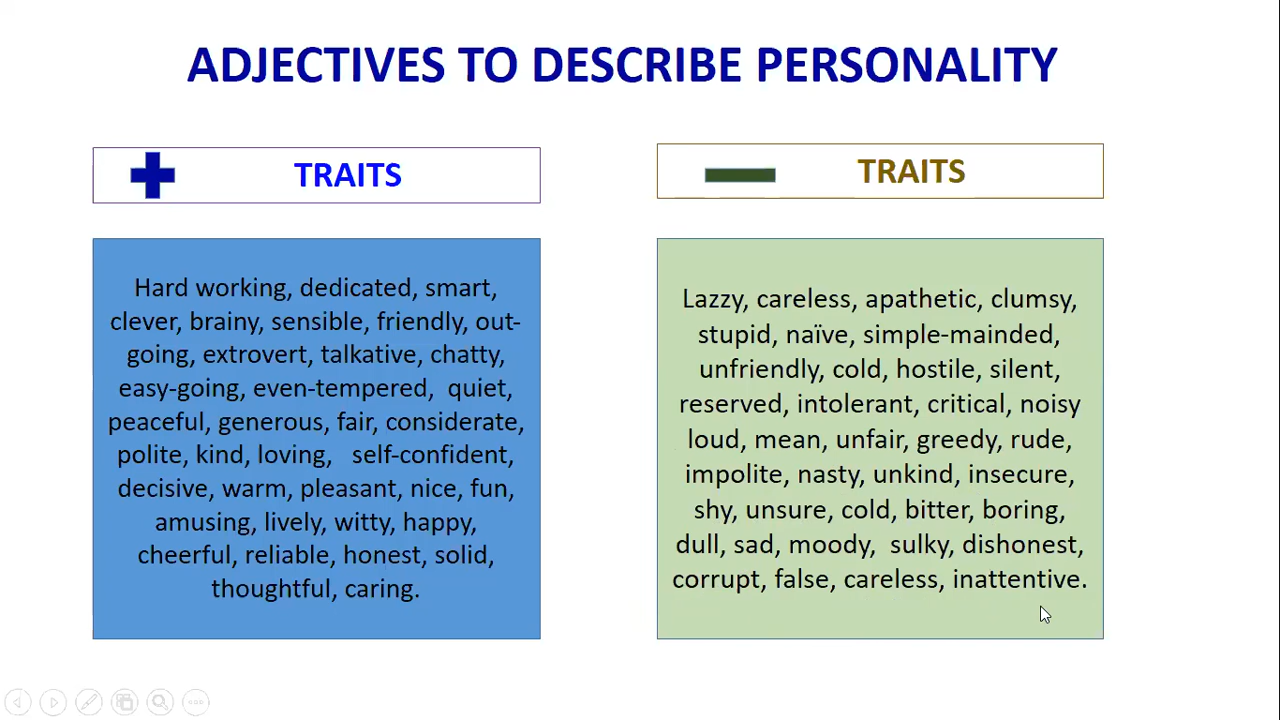 ADJECTIVES TO DESCRIBE PERSONALITY
TRAITS
Hard working, dedicated, smart,
clever, brainy, sensible, friendly, out-
going, extrovert, talkative, chatty,
easy-going, even-tempered, quiet,
peaceful, generous, fair, considerate,
polite, kind, loving, self-confident,
decisive, warm, pleasant, nice, fun,
amusing, lively, witty, happy,
cheerful, reliable, honest, solid,
thoughtful, caring.
TRAITS
Lazzy, careless, apathetic, clumsy,
stupid, naïve, simple-mainded,
unfriendly, cold, hostile, silent,
reserved, intolerant, critical, noisy
loud, mean, unfair, greedy, rude,
impolite, nasty, unkind, insecure,
shy, unsure, cold, bitter, boring,
dull, sad, moody, sulky, dishonest,
corrupt, false, careless, inattentive.